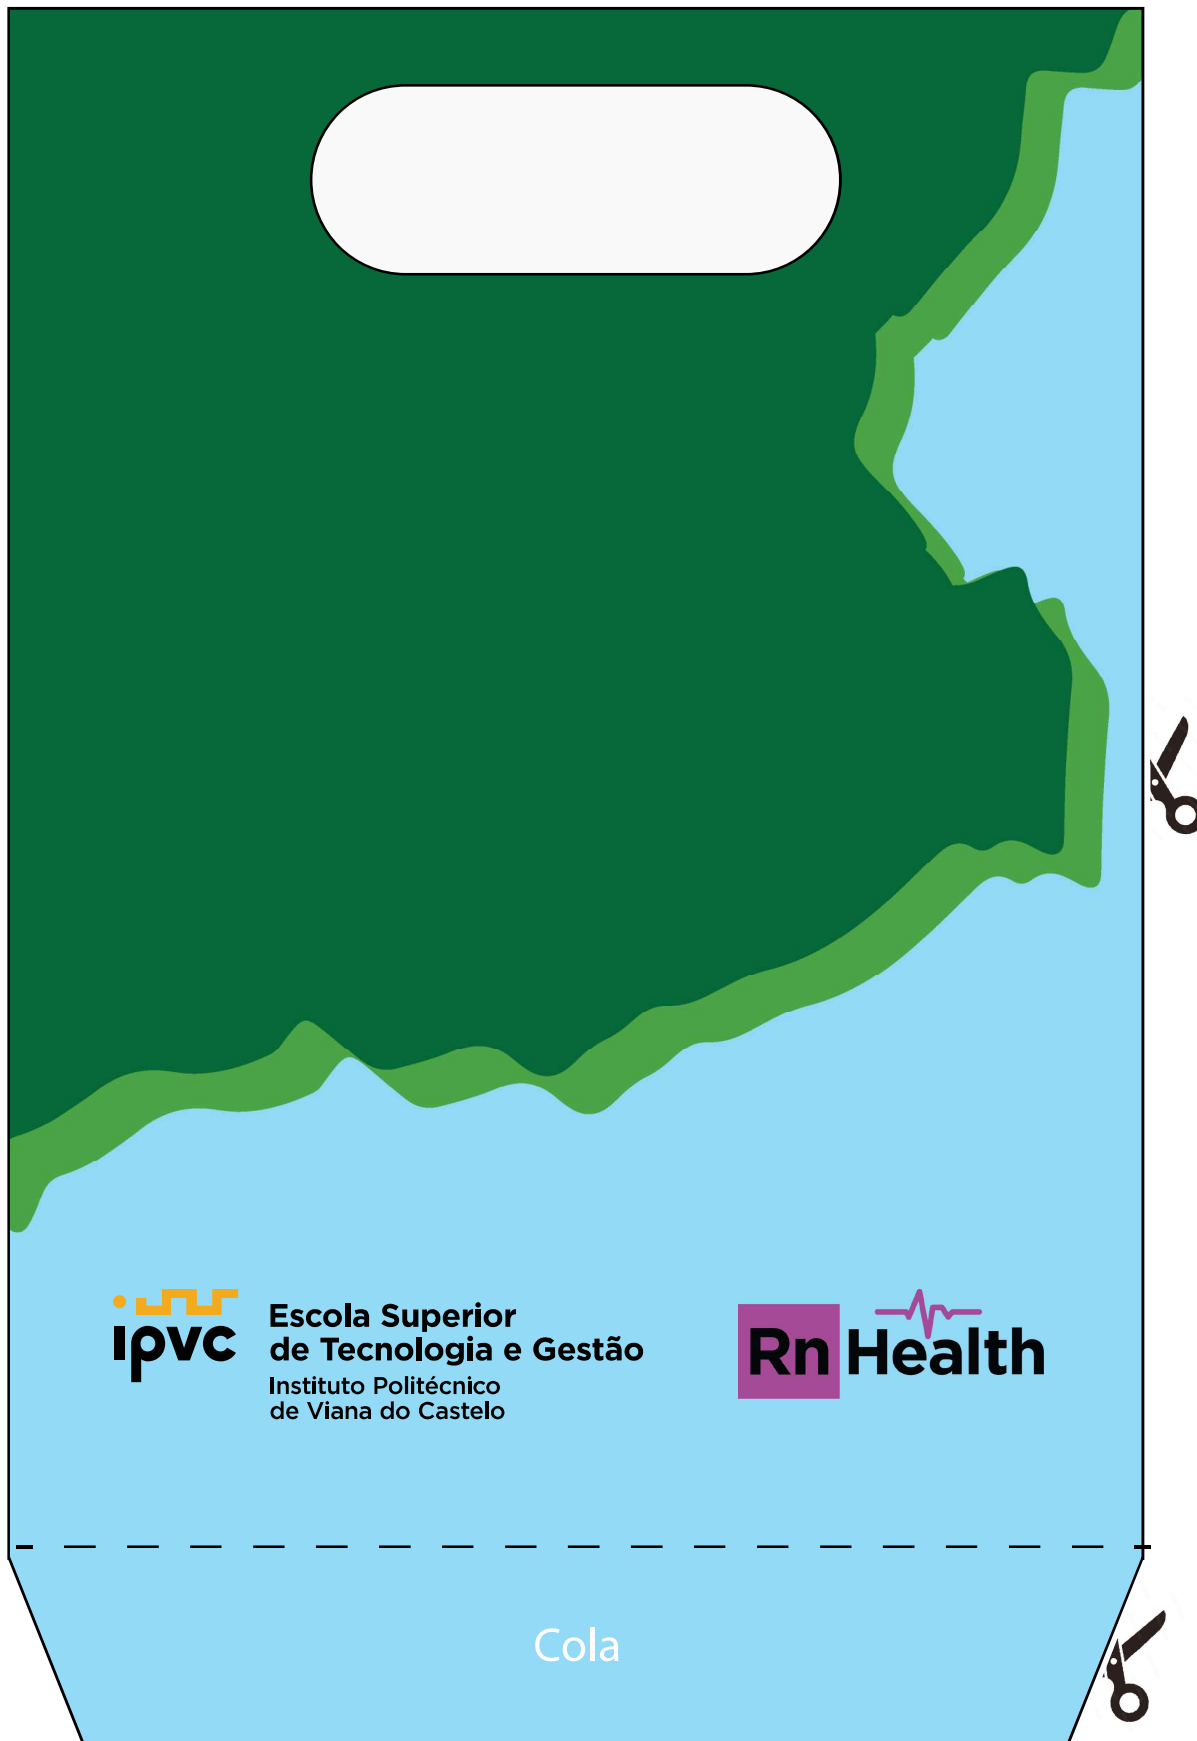 ipvc
Escola Superior
de Tecnologia e Gestão
Instituto Politécnico
de Viana do Castelo
Rn Health
Cola